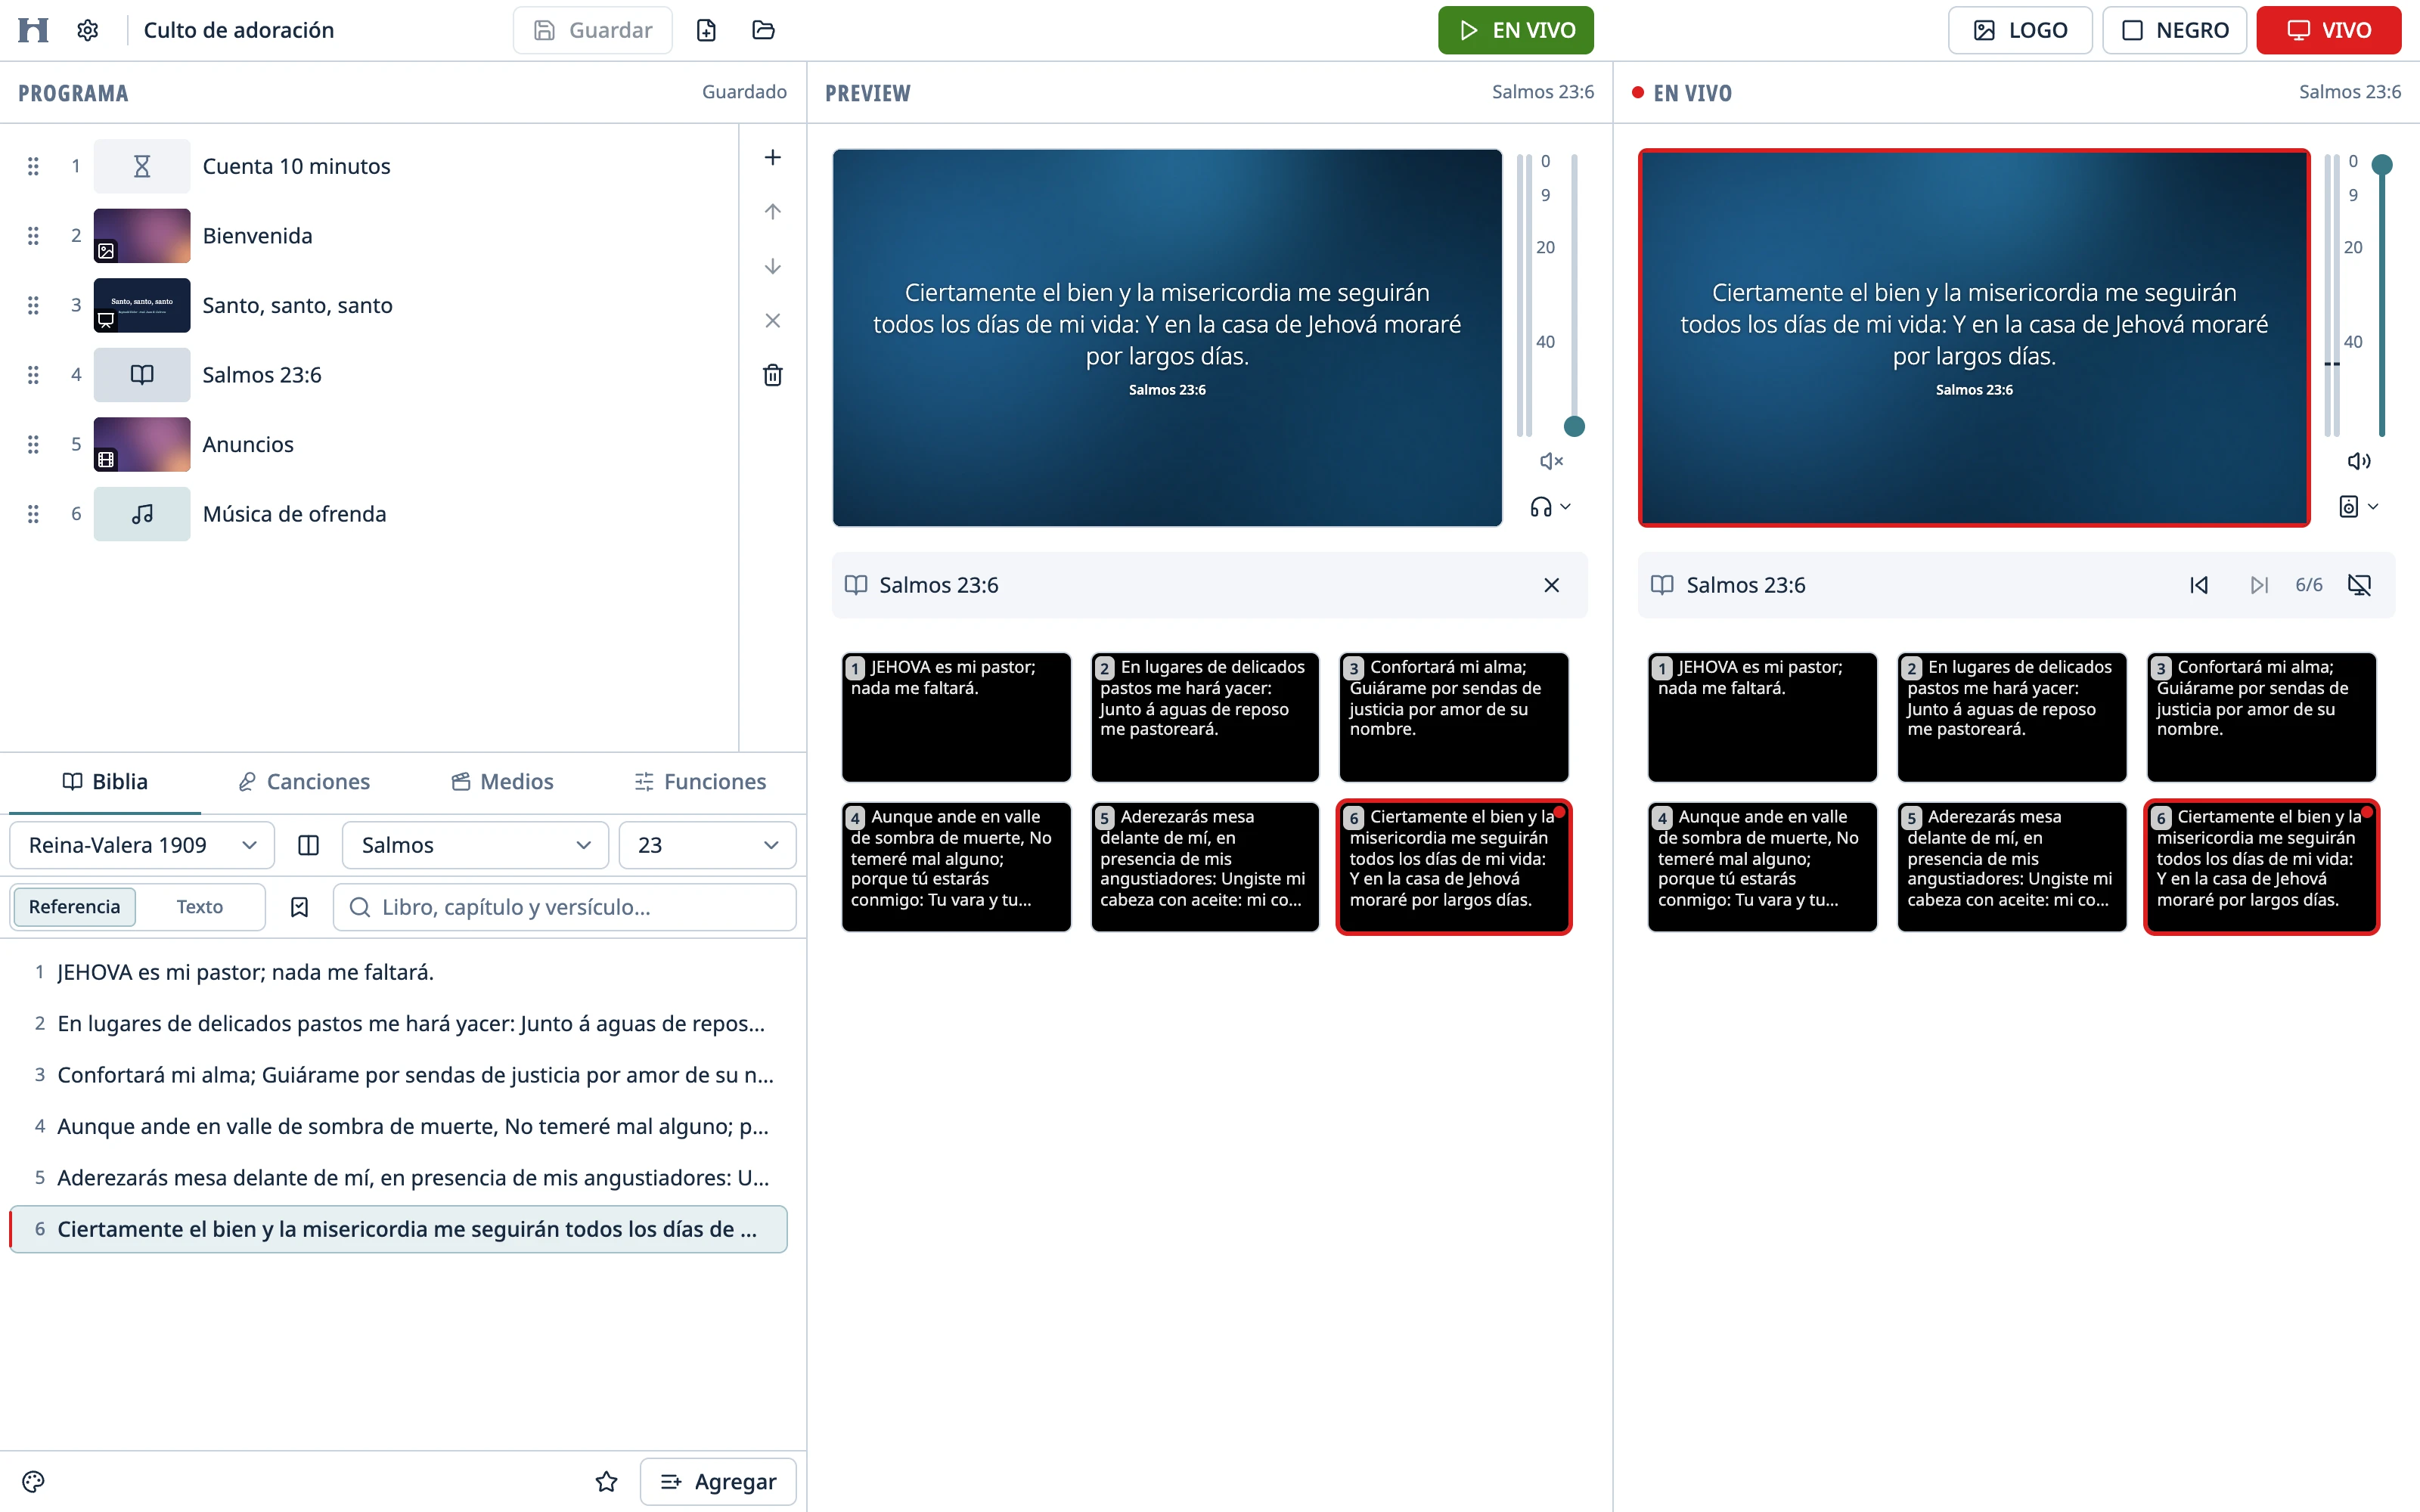 Culto de adoración
Guardar
EN VIVO
LOGO
NEGRO
VIVO
PROGRAMA
Guardado
1 Cuenta 10 minutos
2 Bienvenida
3 Santo, santo, santo Santo, santo, santo
4 Salmos 23:6
5 Anuncios
6 Música de ofrenda
Biblia
Canciones
Medios
Funciones
Reina-Valera 1909
Salmos
23
Referencia
Texto
Libro, capítulo y versículo...
1 JEHOVA es mi pastor; nada me faltará.
2 En lugares de delicados pastos me hará yacer: Junto á aguas de repos...
3 Confortará mi alma; Guiárame por sendas de justicia por amor de su n...
4 Aunque ande en valle de sombra de muerte, No temeré mal alguno; p...
5 Aderezarás mesa delante de mí, en presencia de mis angustiadores: U...
6 Ciertamente el bien y la misericordia me seguirán todos los días de ...
Agregar
PREVIEW
Salmos 23:6
Ciertamente el bien y la misericordia me seguirán
todos los días de mi vida: Y en la casa de Jehová moraré
por largos días.
Salmos 23:6
0
9
20
40
Salmos 23:6
1 JEHOVA es mi pastor;
nada me faltará.
2 En lugares de delicados
pastos me hará yacer:
Junto á aguas de reposo
me pastoreará.
3 Confortará mi alma;
Guiárame por sendas de
justicia por amor de su
nombre.
4 Aunque ande en valle
de sombra de muerte, No
temeré mal alguno;
porque tú estarás
conmigo: Tu vara y tu...
5 Aderezarás mesa
delante de mí, en
presencia de mis
angustiadores: Ungiste mi
cabeza con aceite: mi co...
6 Ciertamente el bien y la
misericordia me seguirán
todos los días de mi vida:
Y en la casa de Jehová
moraré por largos días.
EN VIVO
Salmos 23:6
Ciertamente el bien y la misericordia me seguirán
todos los días de mi vida: Y en la casa de Jehová moraré
por largos días.
Salmos 23:6
0
9
20
40
Salmos 23:6
6/6
1 JEHOVA es mi pastor;
nada me faltará.
2 En lugares de delicados
pastos me hará yacer:
Junto á aguas de reposo
me pastoreará.
3 Confortará mi alma;
Guiárame por sendas de
justicia por amor de su
nombre.
4 Aunque ande en valle
de sombra de muerte, No
temeré mal alguno;
porque tú estarás
conmigo: Tu vara y tu...
5 Aderezarás mesa
delante de mí, en
presencia de mis
angustiadores: Ungiste mi
cabeza con aceite: mi co...
6 Ciertamente el bien y la
misericordia me seguirán
todos los días de mi vida:
Y en la casa de Jehová
moraré por largos días.